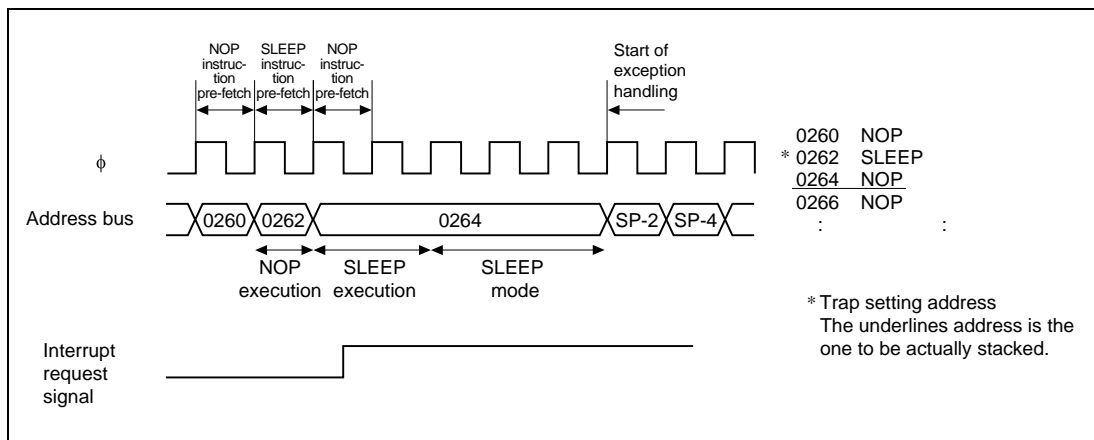 NOP
instruc-
tion
pre-fetch
SLEEP
instruc-
tion
pre-fetch
NOP
instruc-
tion
pre-fetch
Start of
exception
handling
φ
Address bus
0260
0262
0264
SP-2
SP-4
NOP
execution
SLEEP
execution
SLEEP
mode
Interrupt
request
signal
0260 NOP
* 0262 SLEEP
0264 NOP
0266 NOP
: :
* Trap setting address
The underlines address is the
one to be actually stacked.